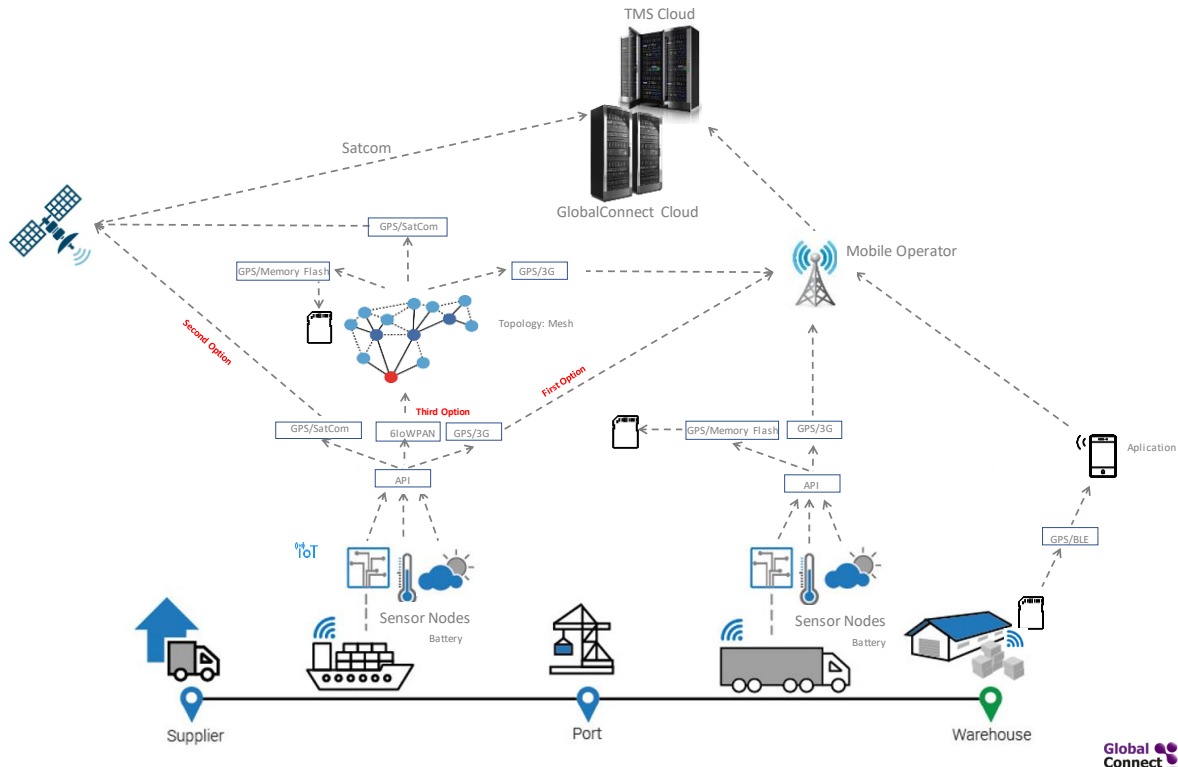 TMS Cloud
Satcom
GlobalConnect Cloud
GPS/SatCom
Mobile Operator
GPS/Memory Flash
GPS/3G
Topology: Mesh
Second Option
First Option
Third Option
GPS/SatCom
6loWPAN
GPS/3G
GPS/Memory Flash
GPS/3G
Aplication
API
API
GPS/BLE
IoT
Sensor Nodes
Battery
Sensor Nodes
Battery
Supplier
Port
Warehouse
Global
Connect